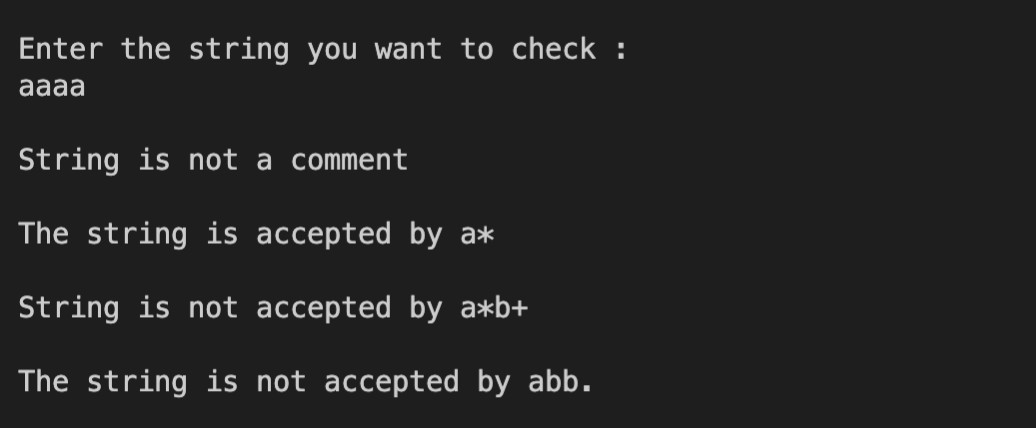 Enter the string you want to check :
aaaa
String is not a comment
The string is accepted by a*
String is not accepted by a*b+
The string is not accepted by abb.